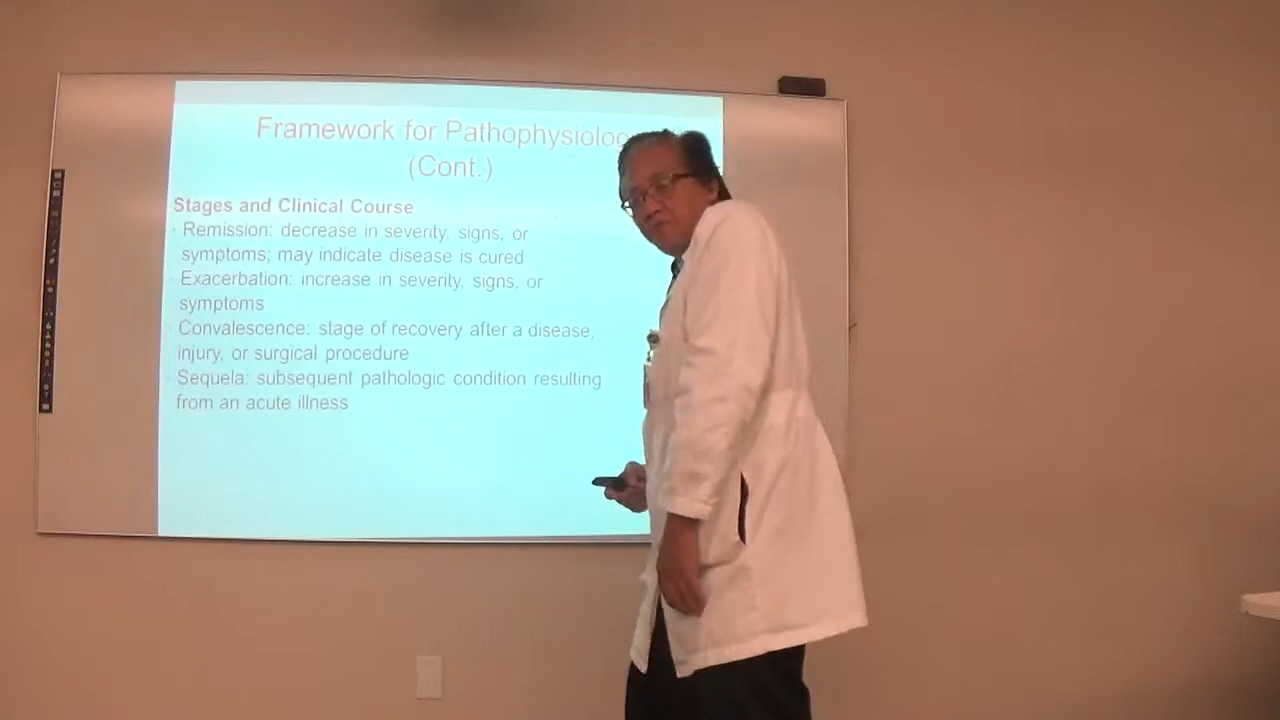 Framework for Pathophysiolog
(Cont.)
Stages and Clinical Course
Remission: decrease in severity, signs, or
symptoms; may indicate disease is cured
Exacerbation: increase in severity, signs, or
symptoms
Convalescence: stage of recovery after a disease,
injury, or surgical procedure
Sequela: subsequent pathologic condition resulting
from an acute illness